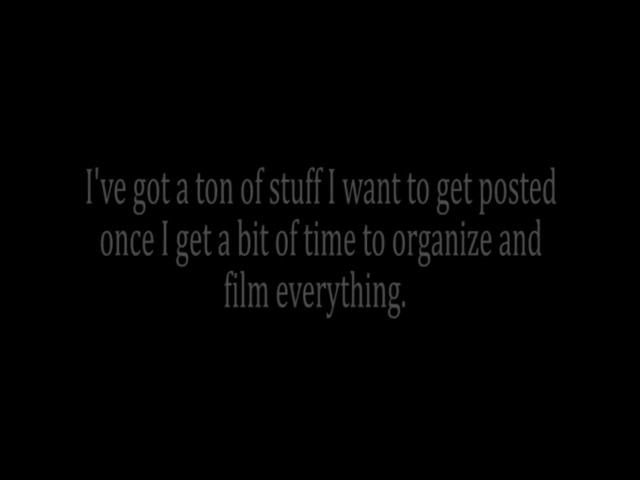 I've got a ton of stuff I want to get posted
once I get a bit of time to organize and
film everything.